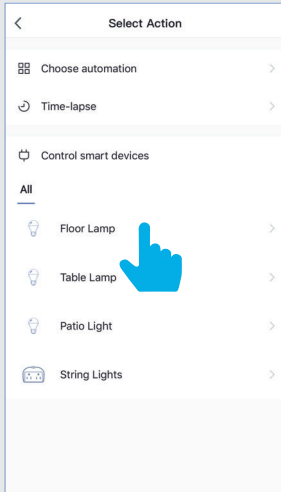 Select Action
Choose automation
Time-lapse
Control smart devices
All
Floor Lamp
Table Lamp
Patio Light
String Lights